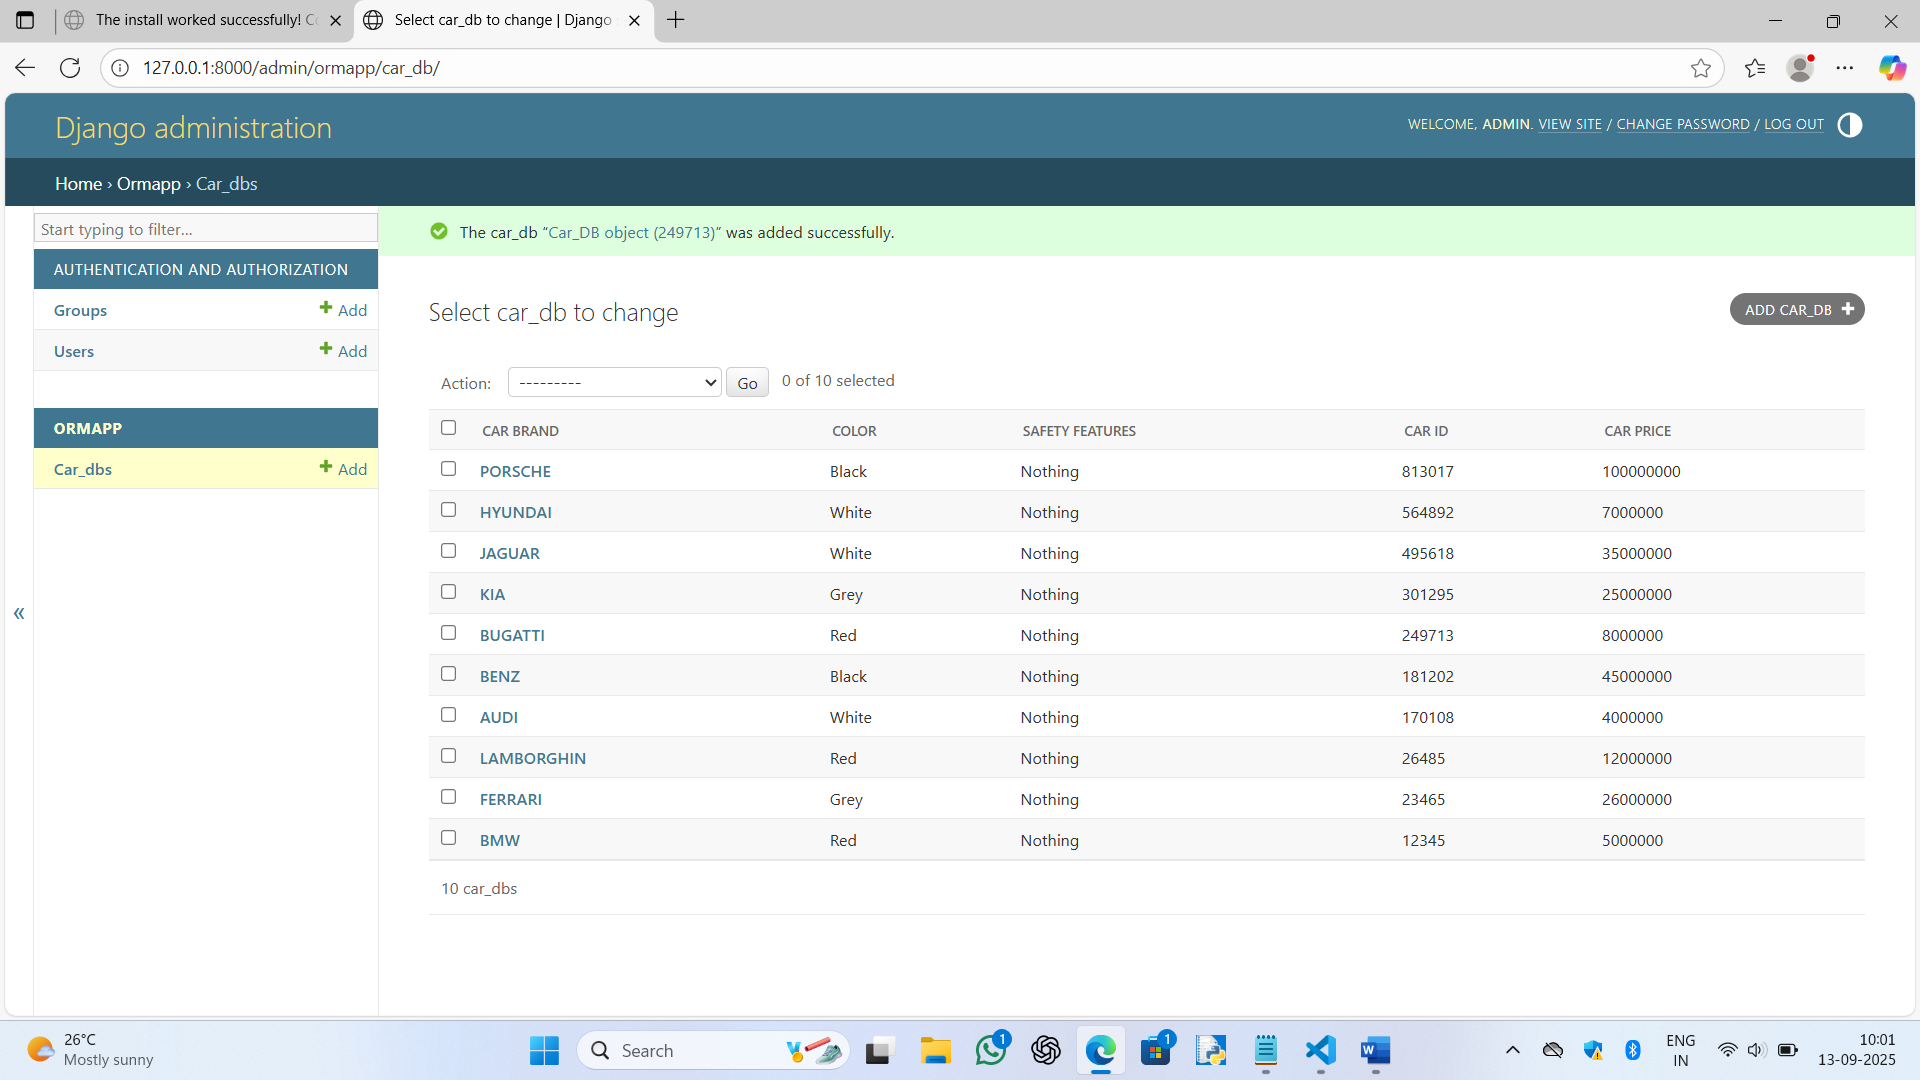 The install worked successfully! Co
Select car_db to change | Django
127.0.0.1:8000/admin/ormapp/car_db/
Django administration
WELCOME, ADMIN. VIEW SITE / CHANGE PASSWORD / LOG OUT
Home › Ormapp › Car_dbs
Start typing to filter...
AUTHENTICATION AND AUTHORIZATION
Groups Add
Users Add
ORMAPP
Car_dbs Add
«
The car_db “Car_DB object (249713)” was added successfully.
Select car_db to change
ADD CAR_DB
Action: --------- Go 0 of 10 selected
CAR BRAND COLOR SAFETY FEATURES CAR ID CAR PRICE
PORSCHE Black Nothing 813017 100000000
HYUNDAI White Nothing 564892 7000000
JAGUAR White Nothing 495618 35000000
KIA Grey Nothing 301295 25000000
BUGATTI Red Nothing 249713 8000000
BENZ Black Nothing 181202 45000000
AUDI White Nothing 170108 4000000
LAMBORGHIN Red Nothing 26485 12000000
FERRARI Grey Nothing 23465 26000000
BMW Red Nothing 12345 5000000
10 car_dbs
26°C
Mostly sunny
Search
1
1
W
ENG
IN
10:01
13-09-2025